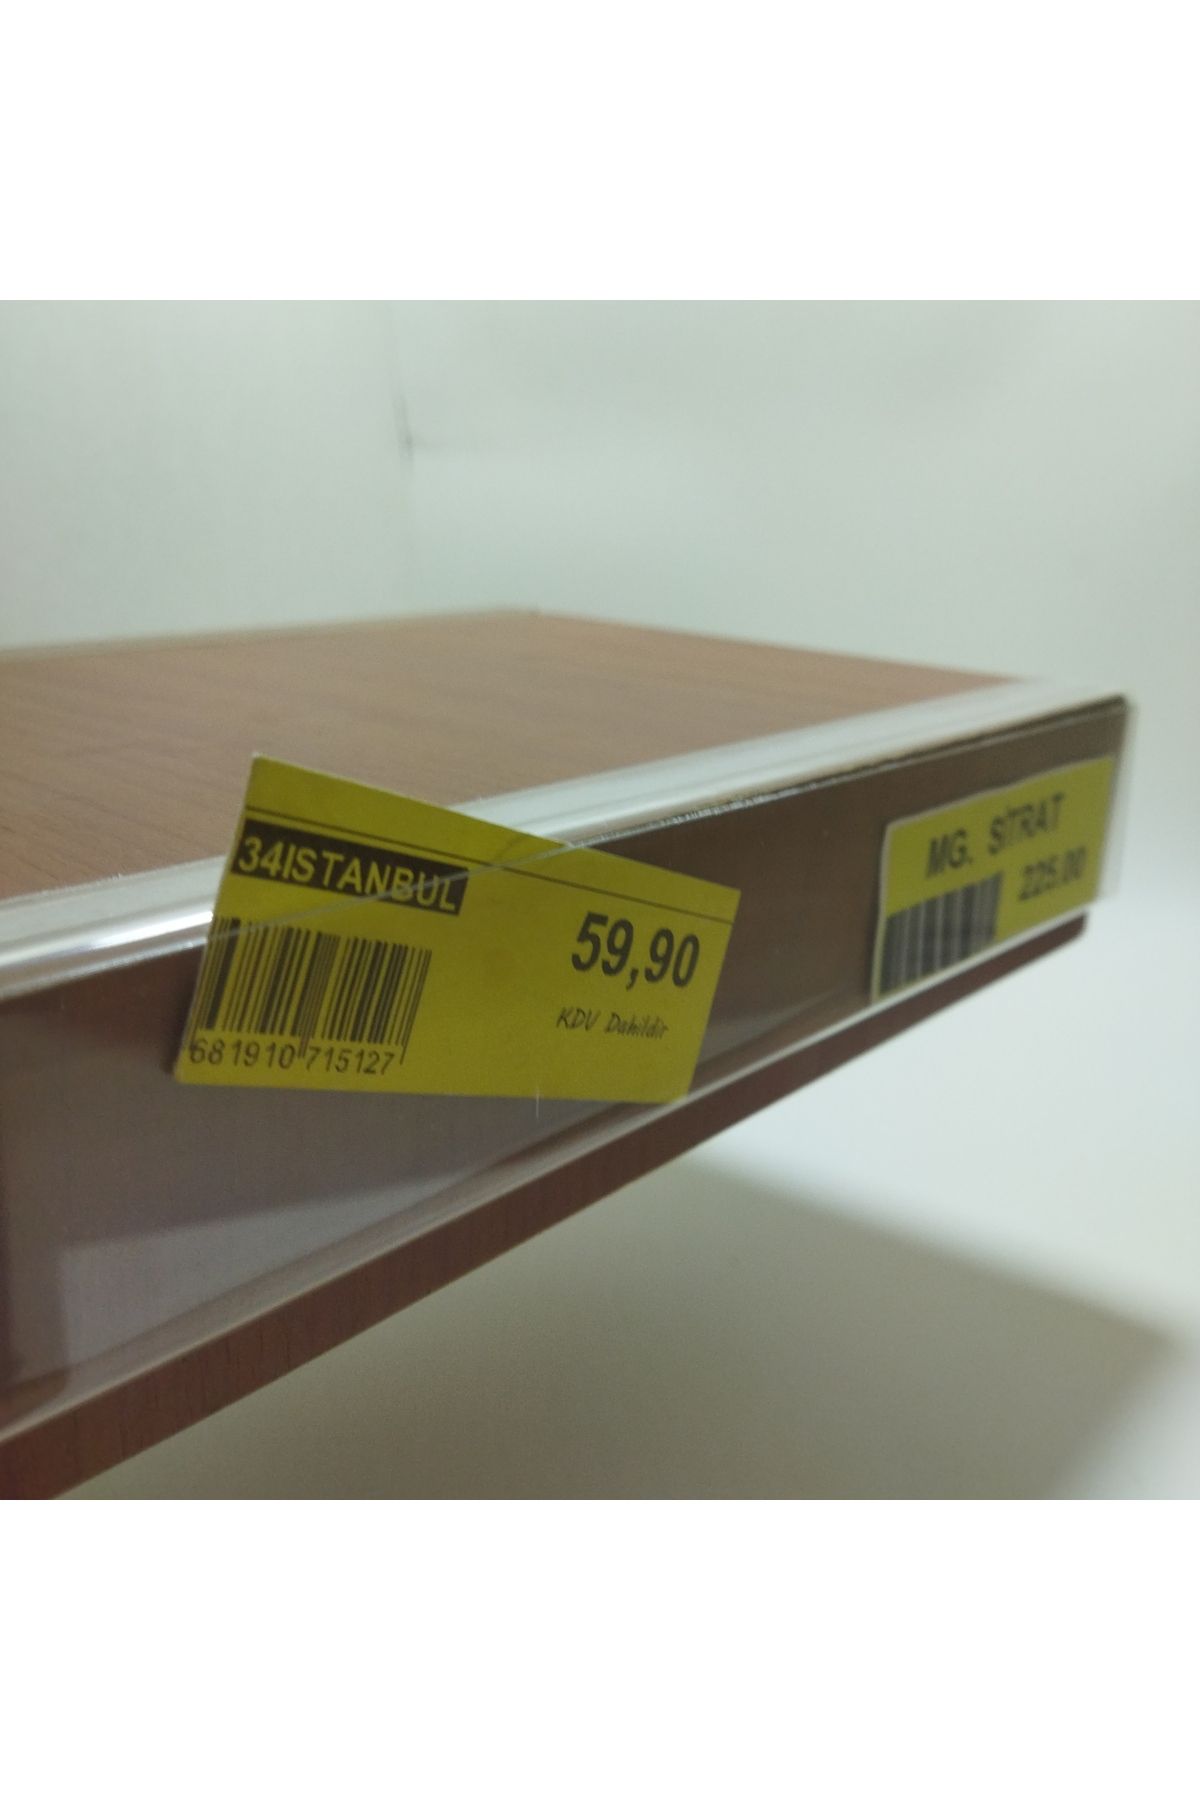 34ISTANBUL
59,90
KDV Dahildir
681910 715127
MG. SİTRAT
225.00